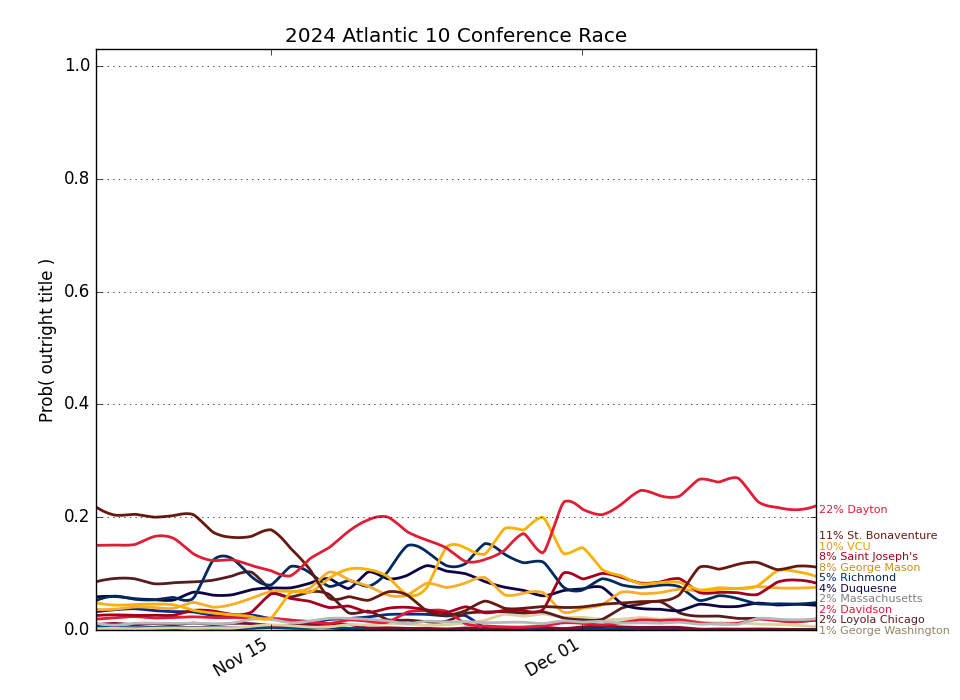 2024 Atlantic 10 Conference Race
Prob( outright title )
1.0
0.8
0.6
0.4
0.2
0.0
Nov 15
Dec 01
22% Dayton
11% St. Bonaventure
10% VCU
8% Saint Joseph's
8% George Mason
5% Richmond
4% Duquesne
2% Massachusetts
2% Davidson
2% Loyola Chicago
1% George Washington